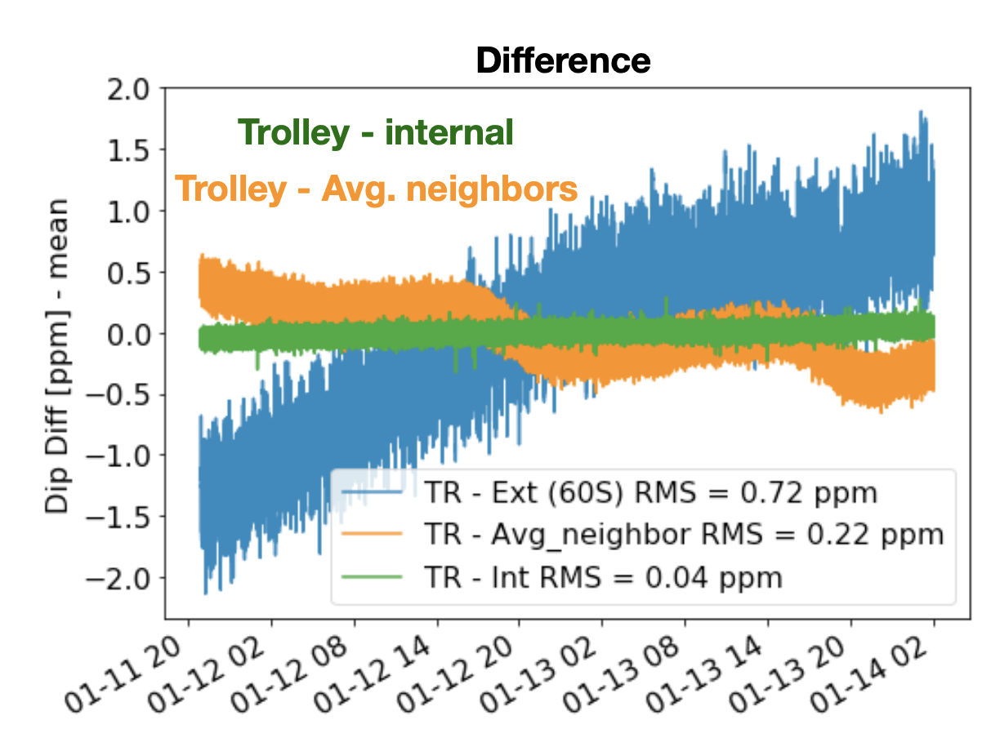 Difference
2.0
Trolley - internal
1.5
Trolley - Avg. neighbors
1.0
0.5
0.0
−0.5
−1.0
−1.5
−2.0
Dip Diff [ppm] - mean
TR - Ext (60S) RMS = 0.72 ppm
TR - Avg_neighbor RMS = 0.22 ppm
TR - Int RMS = 0.04 ppm
01-11 20
01-12 02
01-12 08
01-12 14
01-12 20
01-13 02
01-13 08
01-13 14
01-13 20
01-14 02